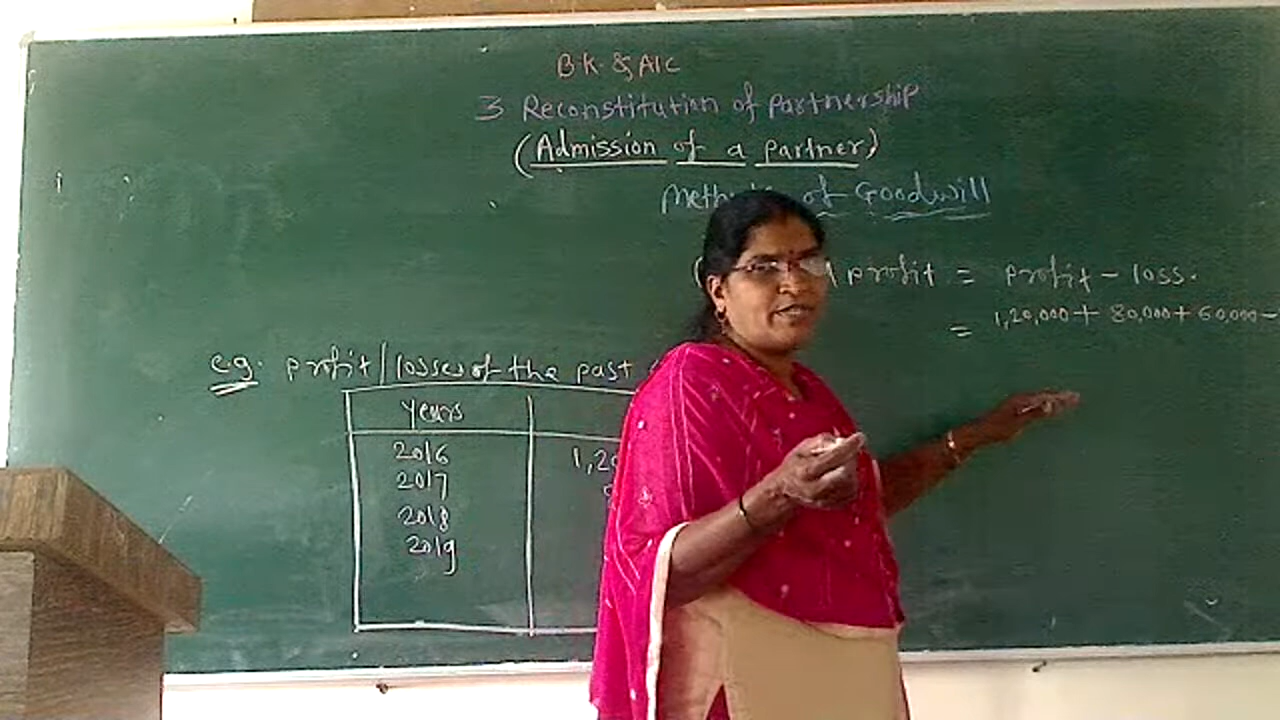 B.K. & A/C
3 Reconstitution of partnership
(Admission of a partner)
of Goodwill
profit = profit - loss.
= 1,20,000 + 80,000 + 60,000 -
e.g. profit/losses of the past
Years
2016
2017
2018
2019